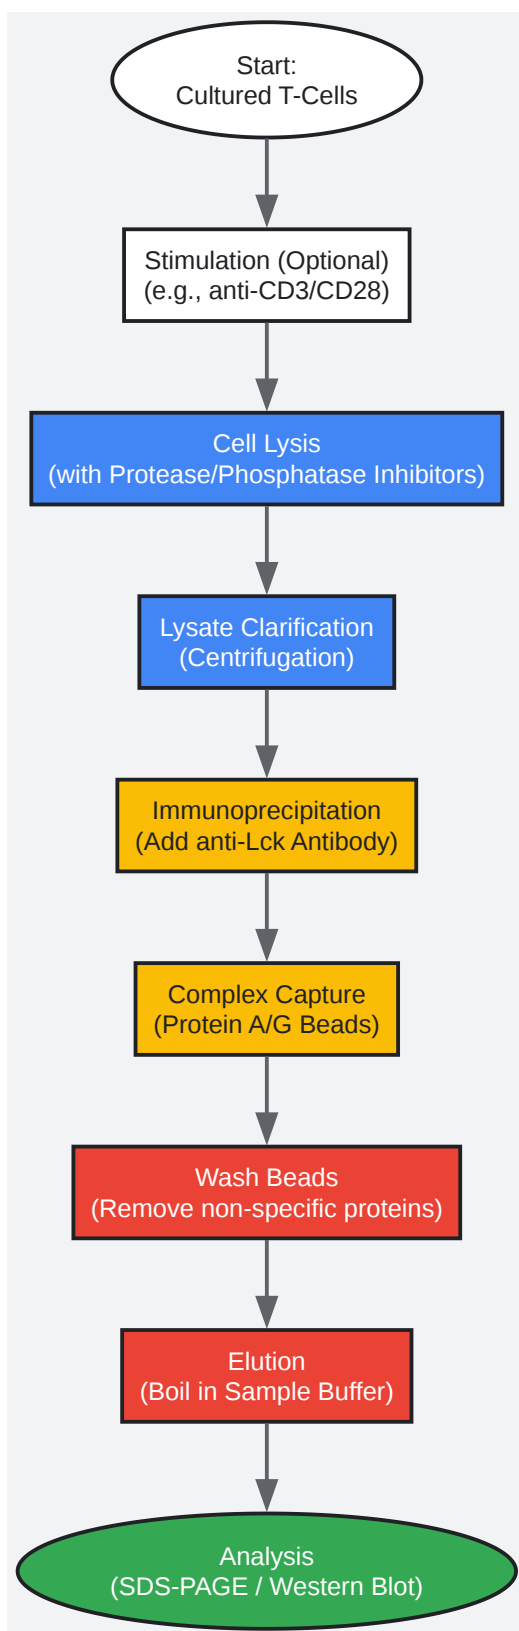 Start:
Cultured T-Cells
Stimulation (Optional)
(e.g., anti-CD3/CD28)
Cell Lysis
(with Protease/Phosphatase Inhibitors)
Lysate Clarification
(Centrifugation)
Immunoprecipitation
(Add anti-Lck Antibody)
Complex Capture
(Protein A/G Beads)
Wash Beads
(Remove non-specific proteins)
Elution
(Boil in Sample Buffer)
Analysis
(SDS-PAGE / Western Blot)